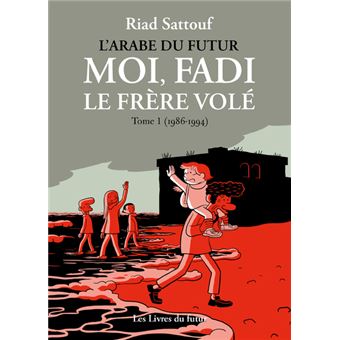 Riad Sattouf
L'ARABE DU FUTUR
MOI, FADI
LE FRÈRE VOLÉ
Tome 1 (1986-1994)
Les Livres du futur